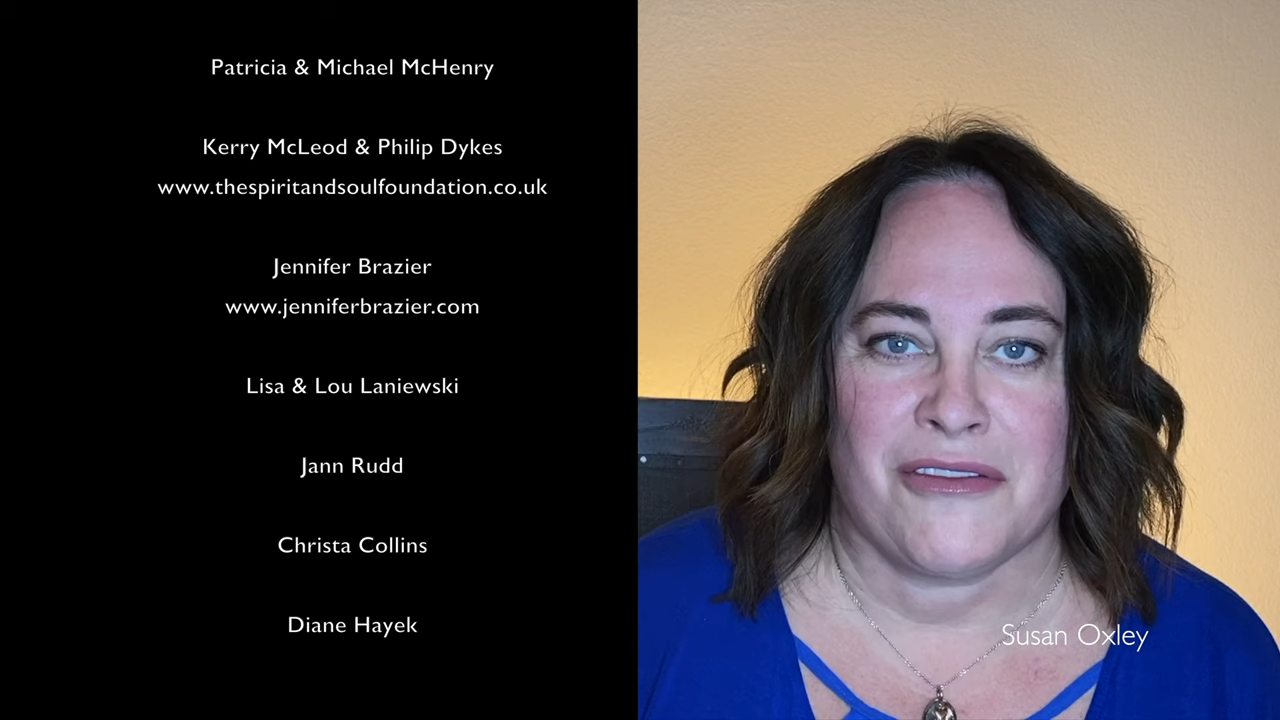 Patricia & Michael McHenry
Kerry McLeod & Philip Dykes
www.thespiritandsoulfoundation.co.uk
Jennifer Brazier
www.jenniferbrazier.com
Lisa & Lou Laniewski
Jann Rudd
Christa Collins
Diane Hayek
Susan Oxley